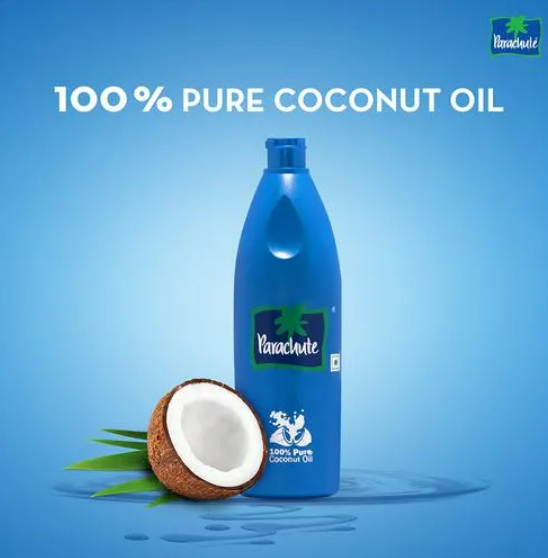 Parachute
100% PURE COCONUT OIL
Parachute
100% Pure
Coconut Oil